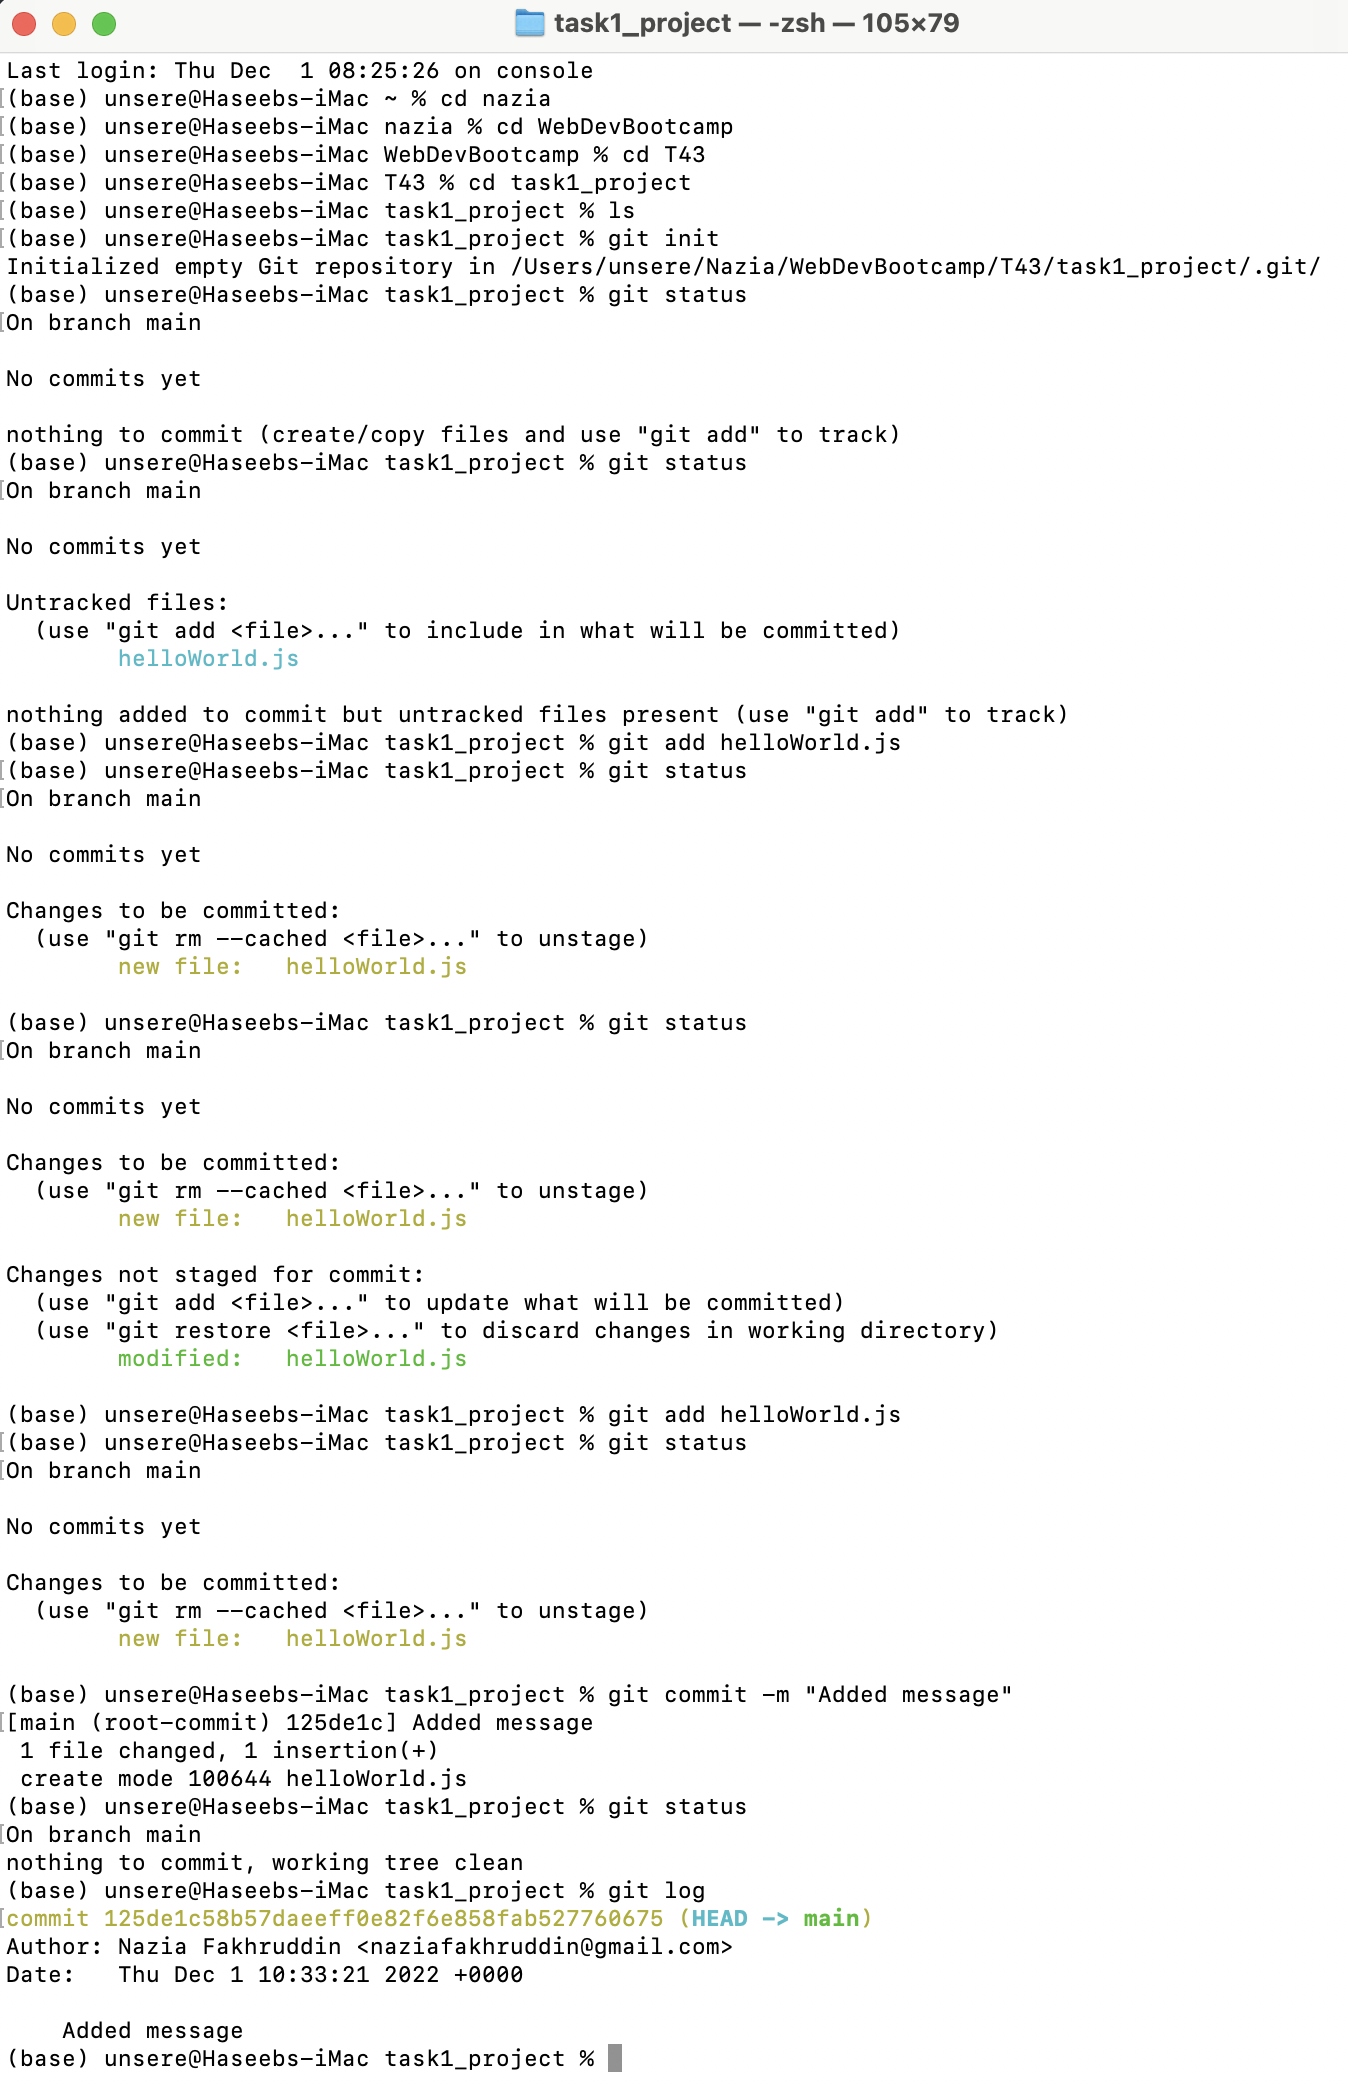 task1_project — -zsh — 105×79
Last login: Thu Dec  1 08:25:26 on console
[(base) unsere@Haseebs-iMac ~ % cd nazia
[(base) unsere@Haseebs-iMac nazia % cd WebDevBootcamp
[(base) unsere@Haseebs-iMac WebDevBootcamp % cd T43
[(base) unsere@Haseebs-iMac T43 % cd task1_project
[(base) unsere@Haseebs-iMac task1_project % ls
[(base) unsere@Haseebs-iMac task1_project % git init
Initialized empty Git repository in /Users/unsere/Nazia/WebDevBootcamp/T43/task1_project/.git/
(base) unsere@Haseebs-iMac task1_project % git status
[On branch main

No commits yet

nothing to commit (create/copy files and use "git add" to track)
(base) unsere@Haseebs-iMac task1_project % git status
[On branch main

No commits yet

Untracked files:
  (use "git add <file>..." to include in what will be committed)
        helloWorld.js

nothing added to commit but untracked files present (use "git add" to track)
(base) unsere@Haseebs-iMac task1_project % git add helloWorld.js
[(base) unsere@Haseebs-iMac task1_project % git status
[On branch main

No commits yet

Changes to be committed:
  (use "git rm --cached <file>..." to unstage)
        new file:   helloWorld.js

(base) unsere@Haseebs-iMac task1_project % git status
[On branch main

No commits yet

Changes to be committed:
  (use "git rm --cached <file>..." to unstage)
        new file:   helloWorld.js

Changes not staged for commit:
  (use "git add <file>..." to update what will be committed)
  (use "git restore <file>..." to discard changes in working directory)
        modified:   helloWorld.js

(base) unsere@Haseebs-iMac task1_project % git add helloWorld.js
[(base) unsere@Haseebs-iMac task1_project % git status
[On branch main

No commits yet

Changes to be committed:
  (use "git rm --cached <file>..." to unstage)
        new file:   helloWorld.js

(base) unsere@Haseebs-iMac task1_project % git commit -m "Added message"
[[main (root-commit) 125de1c] Added message
 1 file changed, 1 insertion(+)
 create mode 100644 helloWorld.js
(base) unsere@Haseebs-iMac task1_project % git status
[On branch main
nothing to commit, working tree clean
(base) unsere@Haseebs-iMac task1_project % git log
[commit 125de1c58b57daeeff0e82f6e858fab527760675 (HEAD -> main)
Author: Nazia Fakhruddin <naziafakhruddin@gmail.com>
Date:   Thu Dec 1 10:33:21 2022 +0000

    Added message
(base) unsere@Haseebs-iMac task1_project %